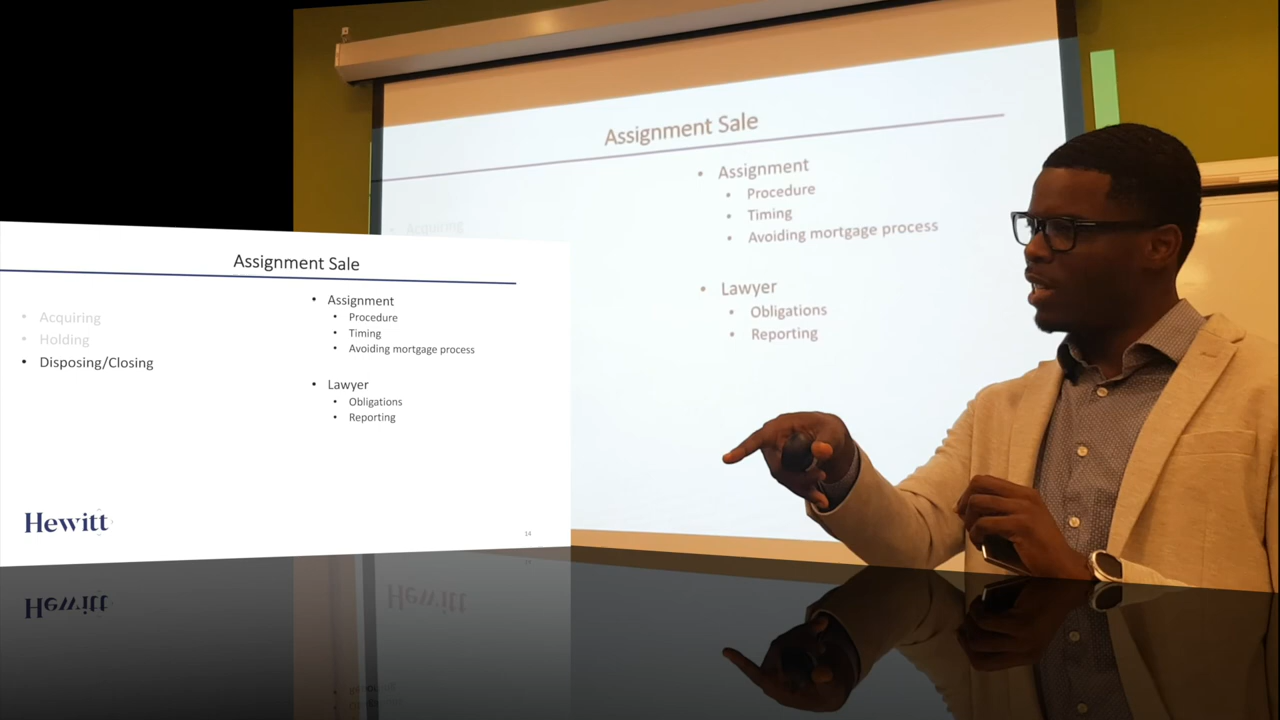 Assignment Sale
• Acquiring
• Assignment
• Procedure
• Timing
• Avoiding mortgage process
• Lawyer
• Obligations
• Reporting
Assignment Sale
• Acquiring
• Holding
• Disposing/Closing
• Assignment
• Procedure
• Timing
• Avoiding mortgage process
• Lawyer
• Obligations
• Reporting
Hewitt
14